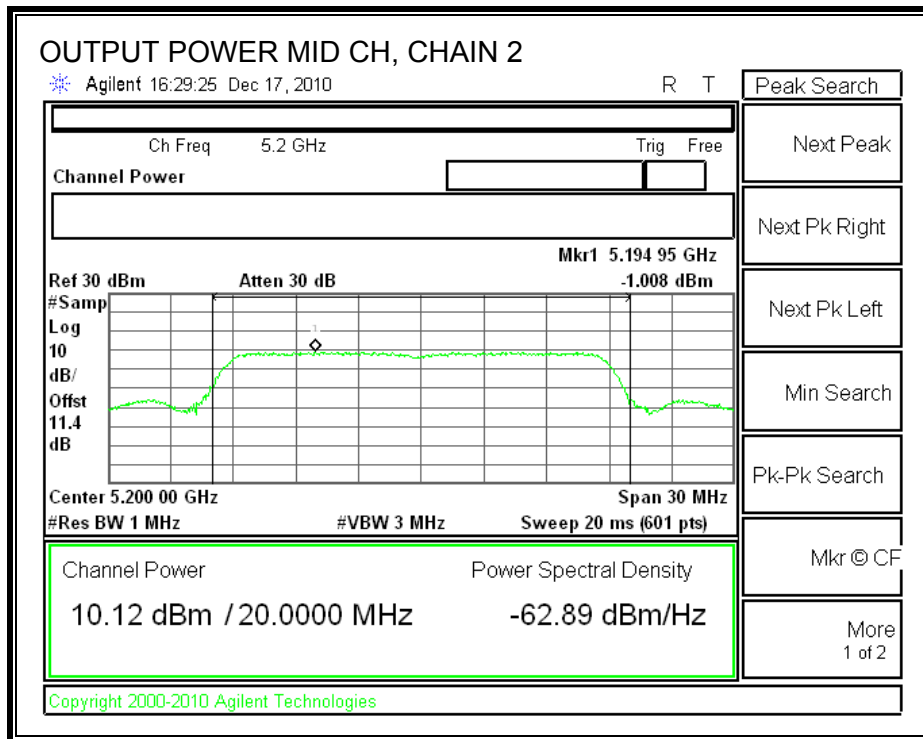 OUTPUT POWER MID CH, CHAIN 2
Agilent 16:29:25 Dec 17, 2010 R T
Peak Search
Ch Freq 5.2 GHz Trig Free
Channel Power
Mkr1 5.194 95 GHz
Ref 30 dBm Atten 30 dB -1.008 dBm
#Samp
Log
10
dB/
Offst
11.4
dB
1
Center 5.200 00 GHz Span 30 MHz
#Res BW 1 MHz #VBW 3 MHz Sweep 20 ms (601 pts)
Channel Power Power Spectral Density
10.12 dBm / 20.0000 MHz -62.89 dBm/Hz
Next Peak
Next Pk Right
Next Pk Left
Min Search
Pk-Pk Search
Mkr © CF
More
1 of 2
Copyright 2000-2010 Agilent Technologies